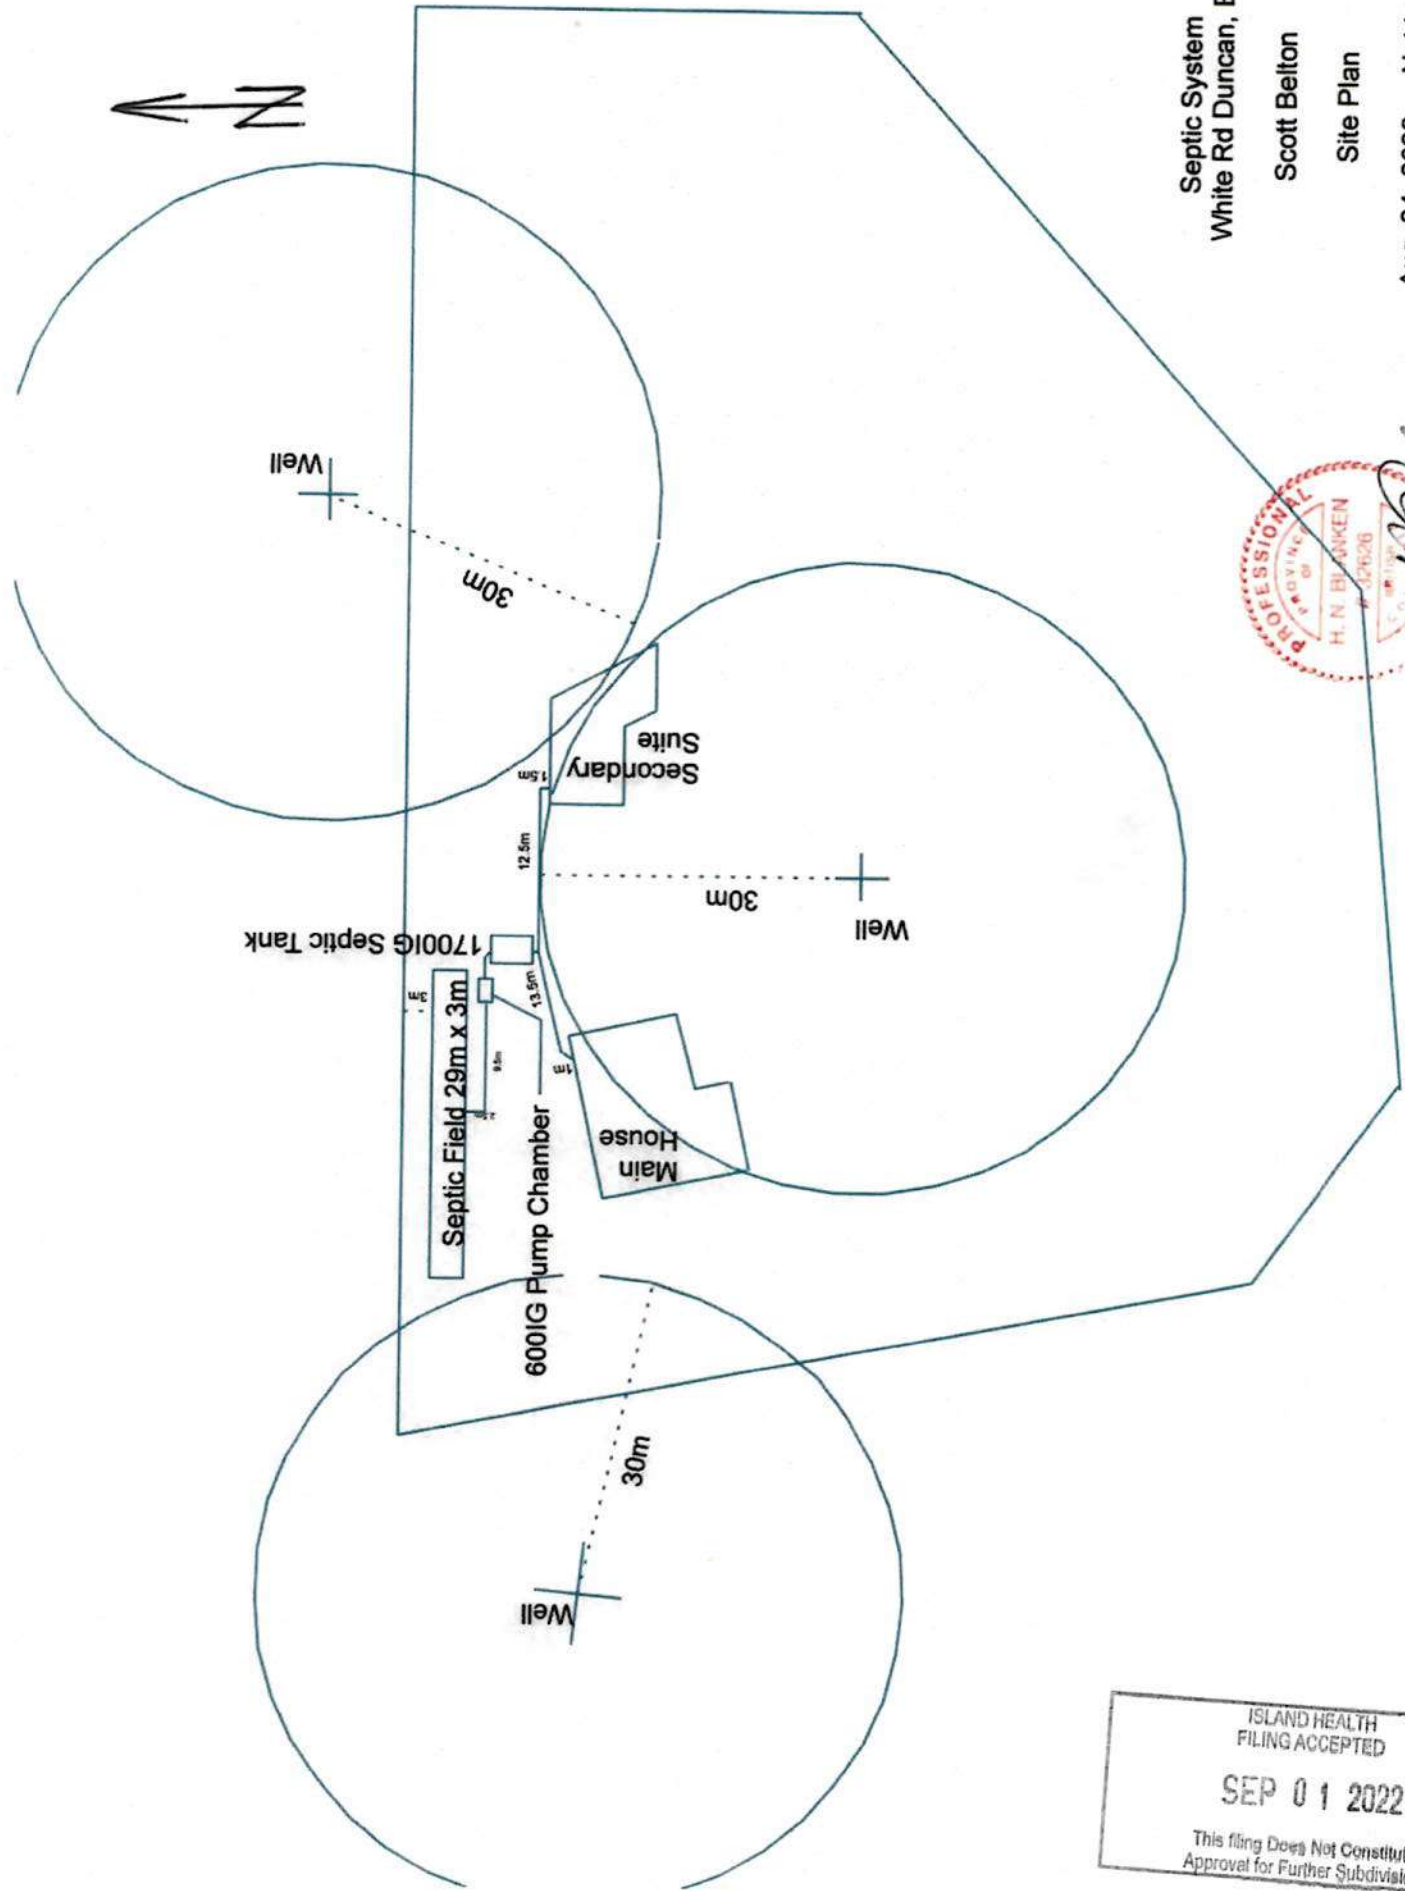 N
Septic System
White Rd Duncan,
Scott Belton
Site Plan
Well
30m
1.5m
Secondary
Suite
12.5m
30m
Well
1700IG Septic Tank
3m
Septic Field 29m x 3m
9.5m
13.5m
1m
600IG Pump Chamber
Main
House
30m
Well
PROFESSIONAL
PROVINCE
OF
H. N. BLANKEN
# 32626
ISLAND HEALTH
FILING ACCEPTED
SEP 01 2022
This filing Does Not
Approval for Further